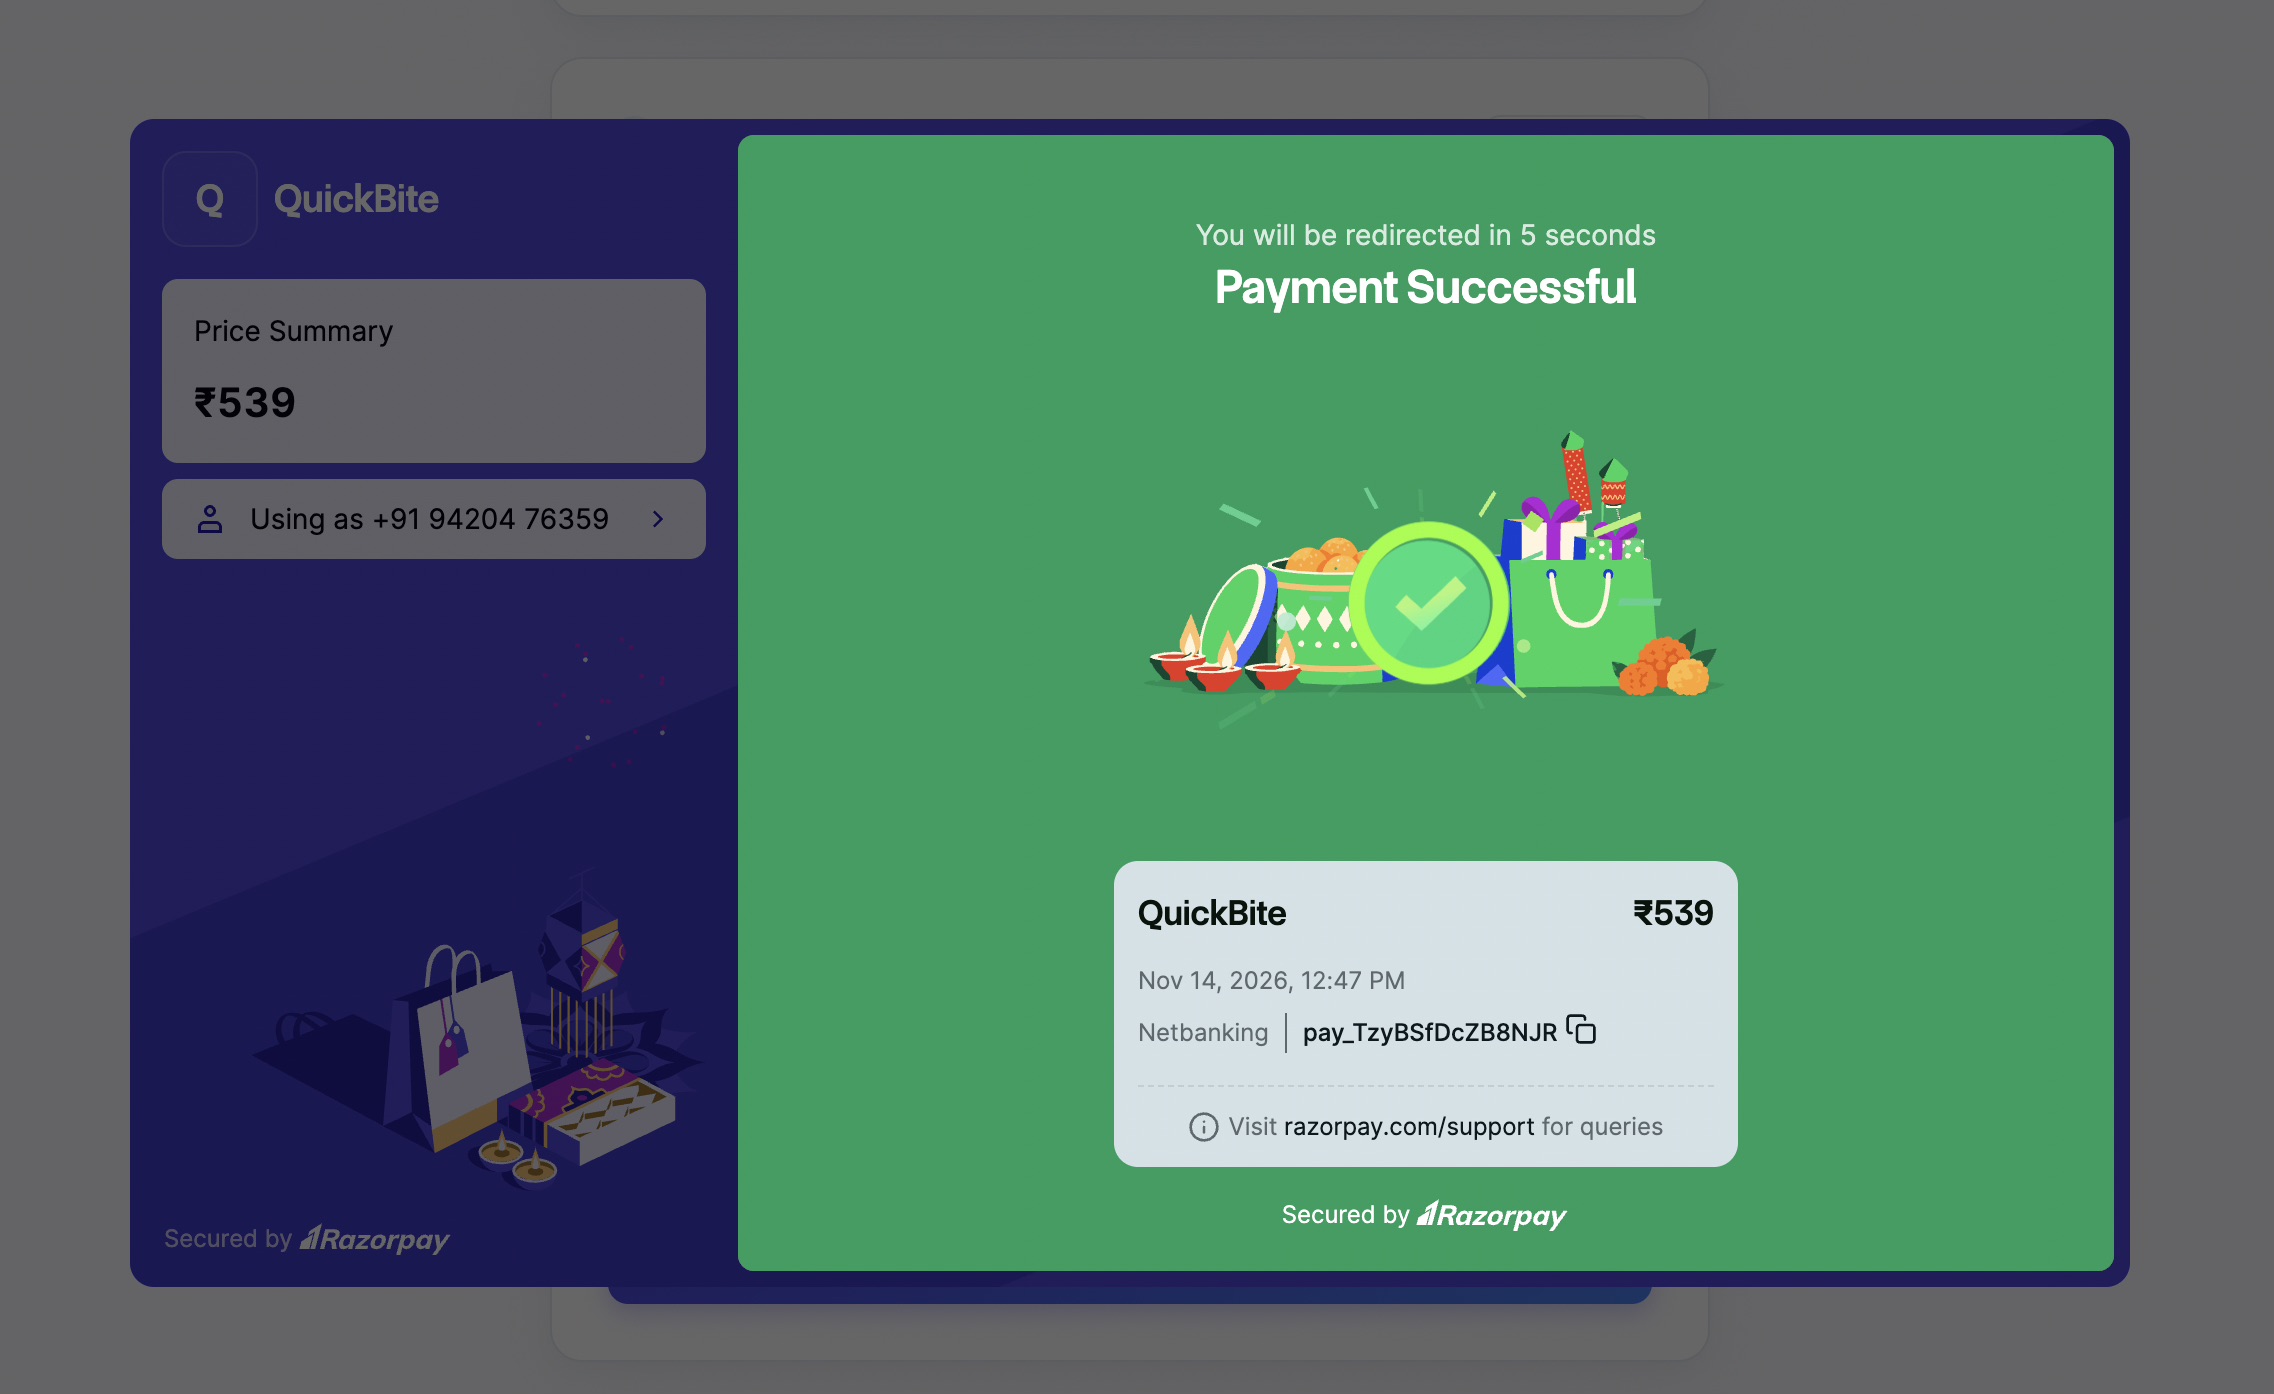 Q QuickBite
Price Summary
₹539
Using as +91 94204 76359
Secured by Razorpay
You will be redirected in 5 seconds
Payment Successful
QuickBite ₹539
Nov 14, 2026, 12:47 PM
Netbanking pay_TzyBSfDcZB8NJR
Visit razorpay.com/support for queries
Secured by Razorpay